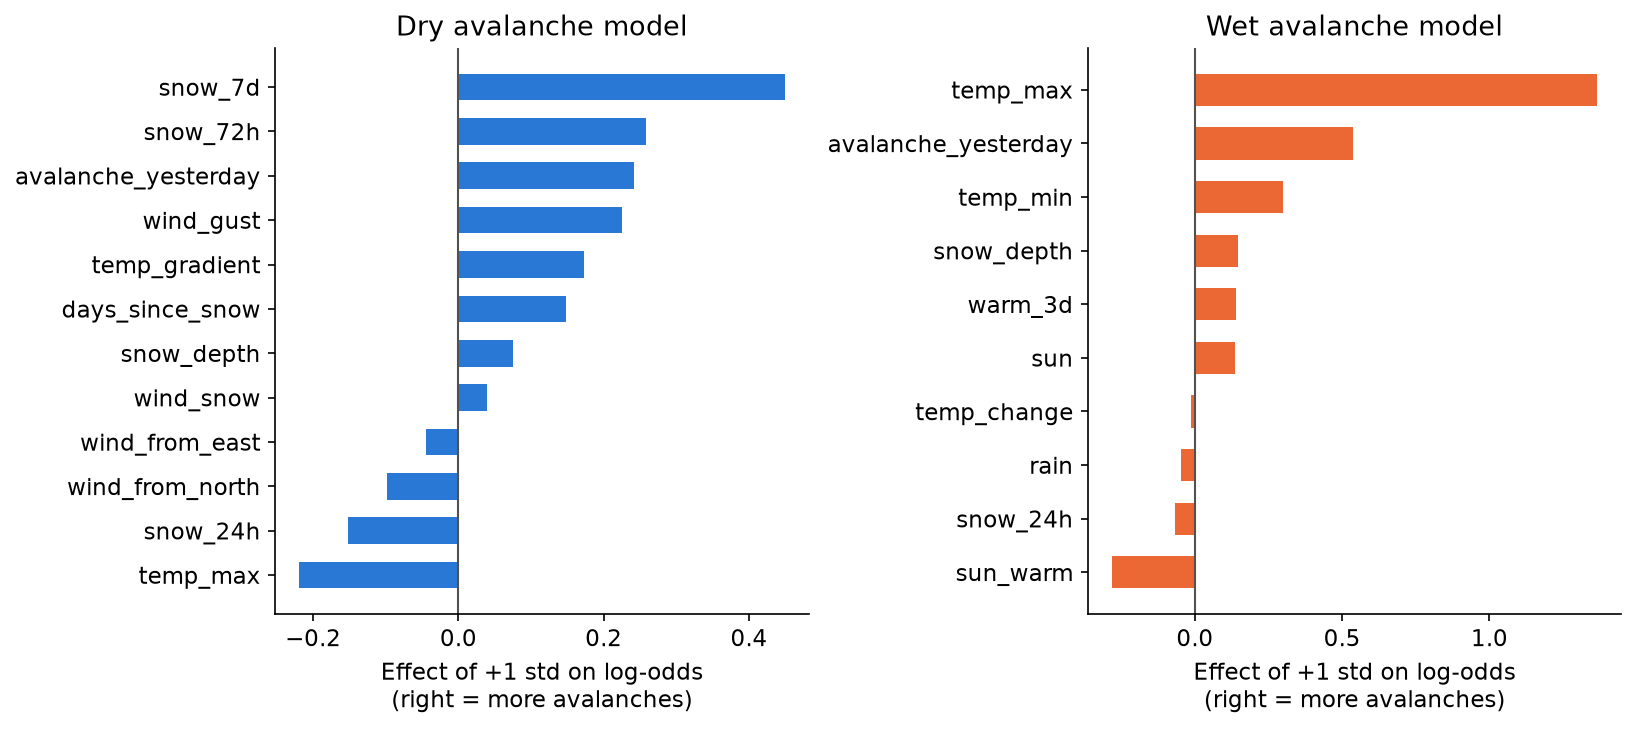 Dry avalanche model
snow_7d
snow_72h
avalanche_yesterday
wind_gust
temp_gradient
days_since_snow
snow_depth
wind_snow
wind_from_east
wind_from_north
snow_24h
temp_max
−0.2
0.0
0.2
0.4
Effect of +1 std on log-odds
(right = more avalanches)
Wet avalanche model
temp_max
avalanche_yesterday
temp_min
snow_depth
warm_3d
sun
temp_change
rain
snow_24h
sun_warm
0.0
0.5
1.0
Effect of +1 std on log-odds
(right = more avalanches)